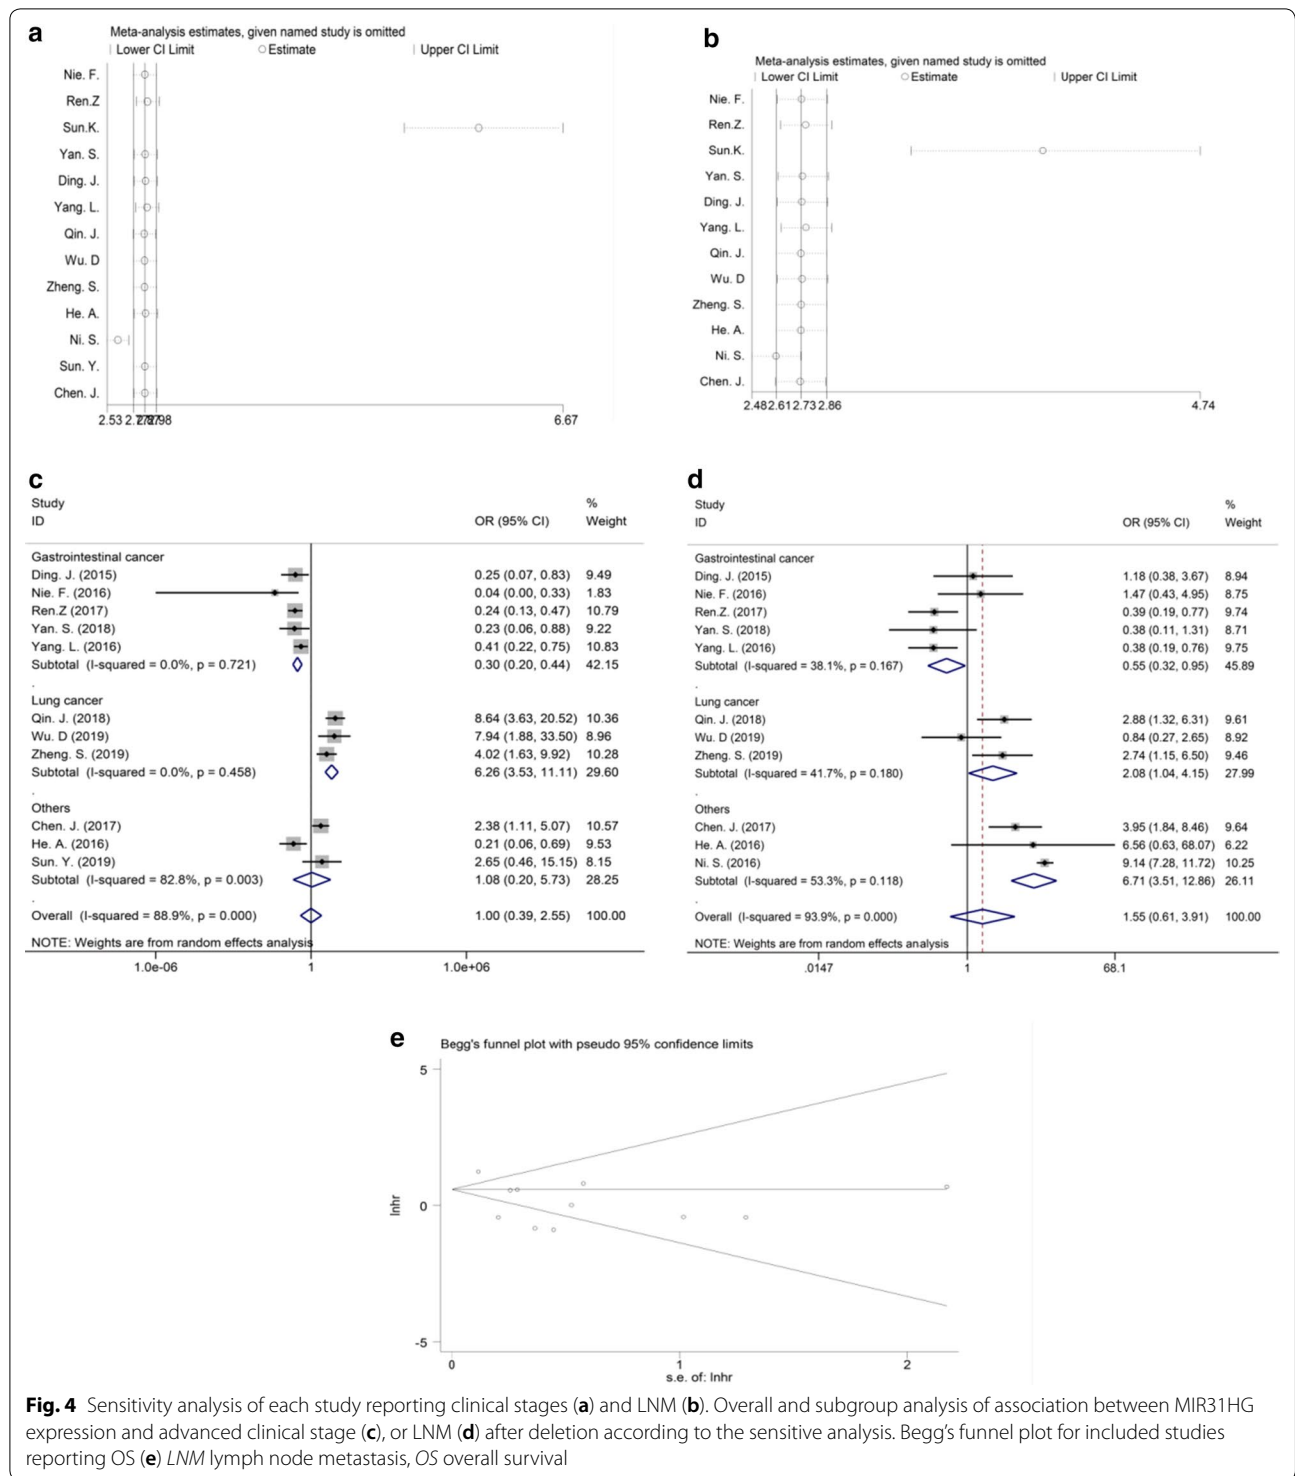 a
Meta-analysis estimates, given named study is omitted
Lower CI Limit Estimate Upper CI Limit
Nie. F.
Ren.Z
Sun.K.
Yan. S.
Ding. J.
Yang. L.
Qin. J.
Wu. D
Zheng. S.
He. A.
Ni. S.
Sun. Y.
Chen. J.
2.53 2.98 6.67
b
Meta-analysis estimates, given named study is omitted
Lower CI Limit Estimate Upper CI Limit
Nie. F.
Ren.Z.
Sun.K.
Yan. S.
Ding. J.
Yang. L.
Qin. J.
Wu. D
Zheng. S.
He. A.
Ni. S.
Chen. J.
2.48 2.61 2.73 2.86 4.74
c
Study %
ID OR (95% CI) Weight
Gastrointestinal cancer
Ding. J. (2015) 0.25 (0.07, 0.83) 9.49
Nie. F. (2016) 0.04 (0.00, 0.33) 1.83
Ren.Z (2017) 0.24 (0.13, 0.47) 10.79
Yan. S. (2018) 0.23 (0.06, 0.88) 9.22
Yang. L. (2016) 0.41 (0.22, 0.75) 10.83
Subtotal (I-squared = 0.0%, p = 0.721) 0.30 (0.20, 0.44) 42.15
.
Lung cancer
Qin. J. (2018) 8.64 (3.63, 20.52) 10.36
Wu. D (2019) 7.94 (1.88, 33.50) 8.96
Zheng. S. (2019) 4.02 (1.63, 9.92) 10.28
Subtotal (I-squared = 0.0%, p = 0.458) 6.26 (3.53, 11.11) 29.60
.
Others
Chen. J. (2017) 2.38 (1.11, 5.07) 10.57
He. A. (2016) 0.21 (0.06, 0.69) 9.53
Sun. Y. (2019) 2.65 (0.46, 15.15) 8.15
Subtotal (I-squared = 82.8%, p = 0.003) 1.08 (0.20, 5.73) 28.25
.
Overall (I-squared = 88.9%, p = 0.000) 1.00 (0.39, 2.55) 100.00
NOTE: Weights are from random effects analysis
1.0e-06 1 1.0e+06
d
Study %
ID OR (95% CI) Weight
Gastrointestinal cancer
Ding. J. (2015) 1.18 (0.38, 3.67) 8.94
Nie. F. (2016) 1.47 (0.43, 4.95) 8.75
Ren.Z. (2017) 0.39 (0.19, 0.77) 9.74
Yan. S. (2018) 0.38 (0.11, 1.31) 8.71
Yang. L. (2016) 0.38 (0.19, 0.76) 9.75
Subtotal (I-squared = 38.1%, p = 0.167) 0.55 (0.32, 0.95) 45.89
.
Lung cancer
Qin. J. (2018) 2.88 (1.32, 6.31) 9.61
Wu. D (2019) 0.84 (0.27, 2.65) 8.92
Zheng. S. (2019) 2.74 (1.15, 6.50) 9.46
Subtotal (I-squared = 41.7%, p = 0.180) 2.08 (1.04, 4.15) 27.99
.
Others
Chen. J. (2017) 3.95 (1.84, 8.46) 9.64
He. A. (2016) 6.56 (0.63, 68.07) 6.22
Ni. S. (2016) 9.14 (7.28, 11.72) 10.25
Subtotal (I-squared = 53.3%, p = 0.118) 6.71 (3.51, 12.86) 26.11
.
Overall (I-squared = 93.9%, p = 0.000) 1.55 (0.61, 3.91) 100.00
NOTE: Weights are from random effects analysis
.0147 1 68.1
e
Begg's funnel plot with pseudo 95% confidence limits
5
0
-5
lnhr
0 1 2
s.e. of: lnhr
Fig. 4 Sensitivity analysis of each study reporting clinical stages (a) and LNM (b). Overall and subgroup analysis of association between MIR31HG
expression and advanced clinical stage (c), or LNM (d) after deletion according to the sensitive analysis. Begg's funnel plot for included studies
reporting OS (e) LNM lymph node metastasis, OS overall survival